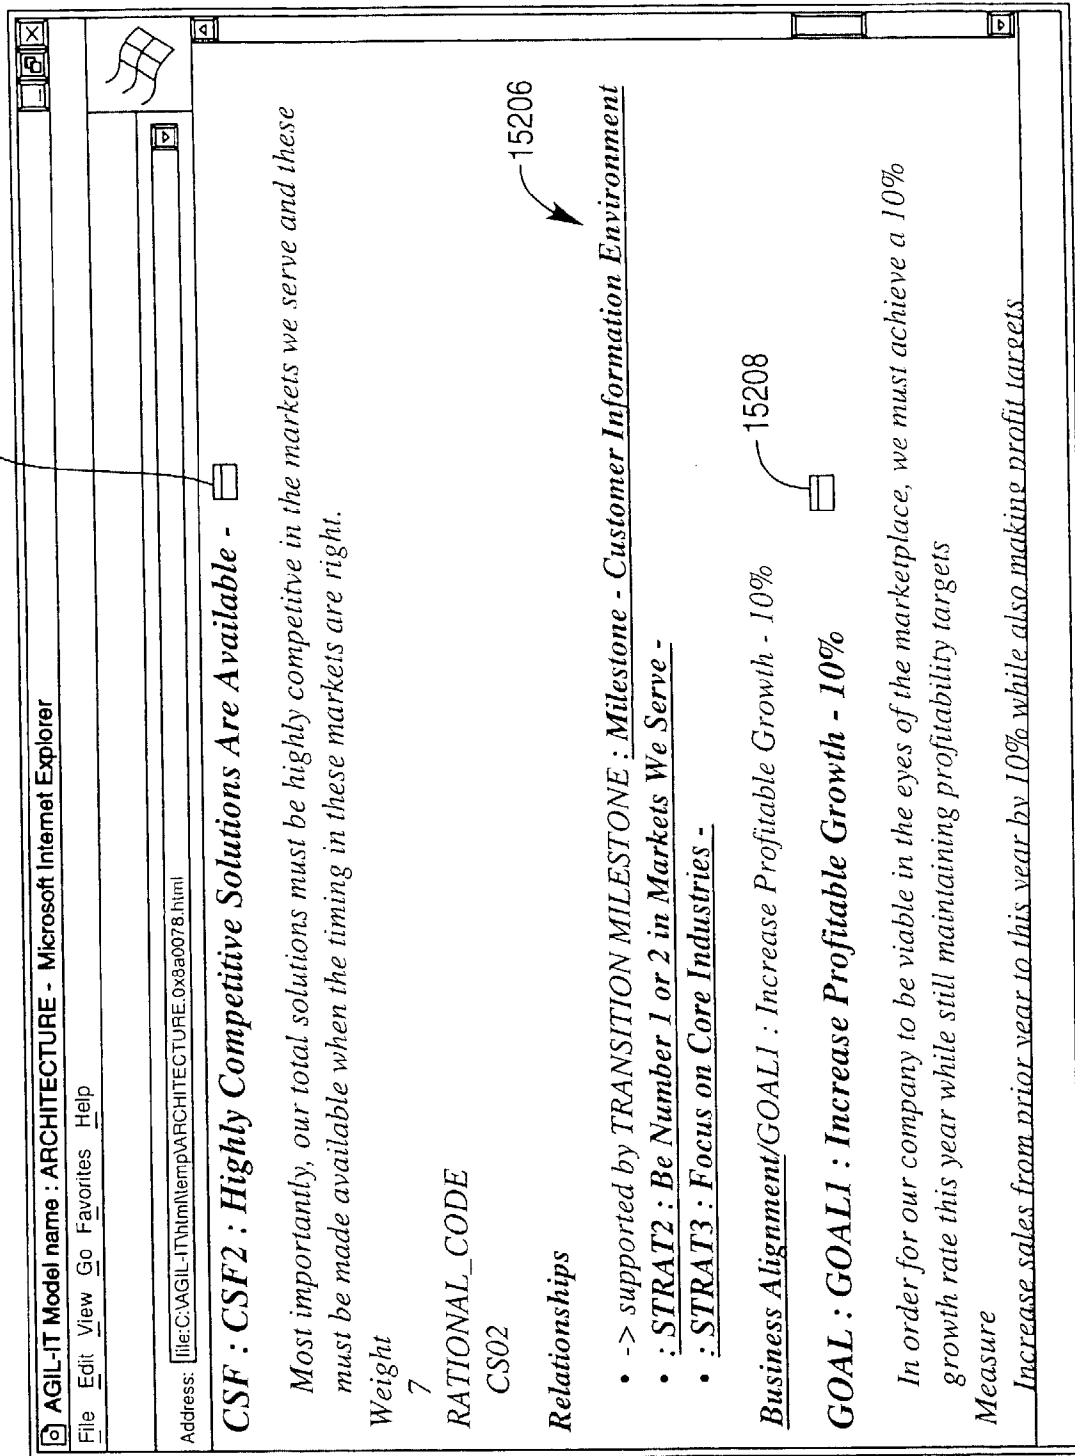 AGIL-IT Model name : ARCHITECTURE - Microsoft Internet Explorer
File Edit View Go Favorites Help
Address: file:C:\AGIL-IT\html\temp\ARCHITECTURE.0x8a0078.html
CSF : CSF2 : Highly Competitive Solutions Are Available -
Most importantly, our total solutions must be highly competitive in the markets we serve and these
must be made available when the timing in these markets are right.
Weight
7
RATIONAL_CODE
CS02
Relationships
15206
• -> supported by TRANSITION MILESTONE : Milestone - Customer Information Environment
• : STRAT2 : Be Number 1 or 2 in Markets We Serve -
• : STRAT3 : Focus on Core Industries -
Business Alignment/GOAL1 : Increase Profitable Growth - 10%
15208
GOAL : GOAL1 : Increase Profitable Growth - 10%
In order for our company to be viable in the eyes of the marketplace, we must achieve a 10%
growth rate this year while still maintaining profitability targets
Measure
Increase sales from prior year to this year by 10% while also making profit targets